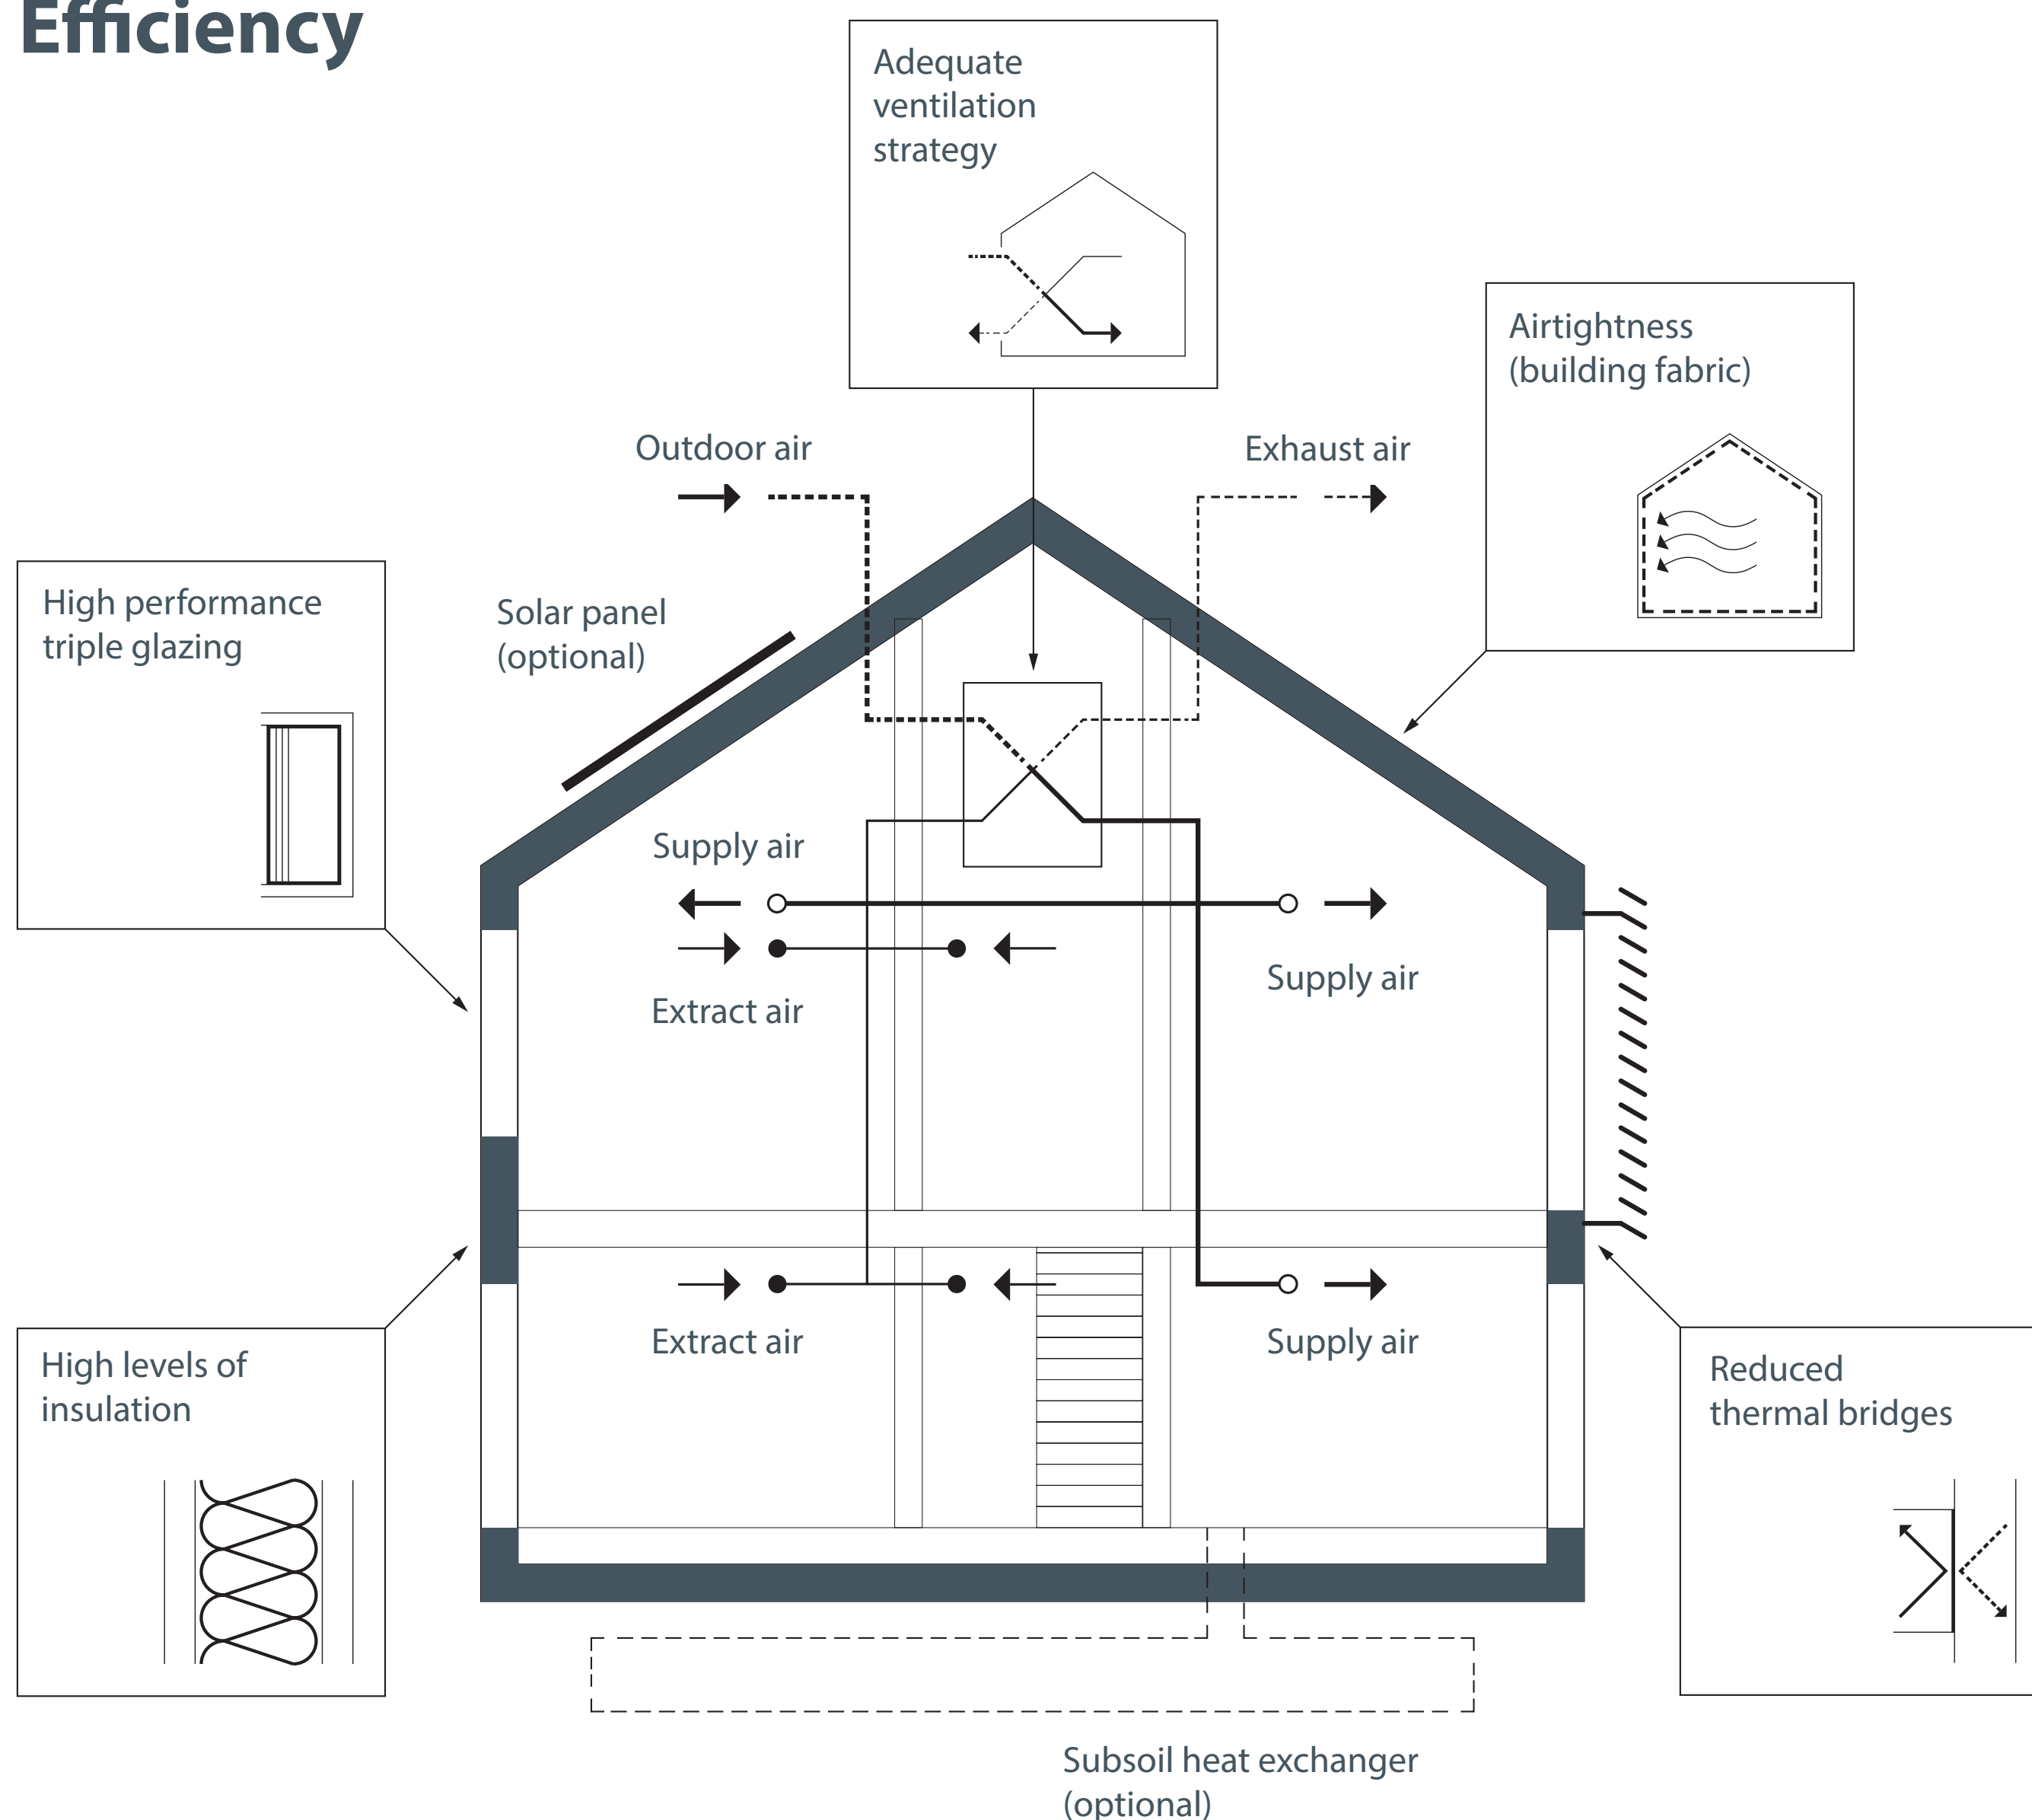 Efficiency
Adequate
ventilation
strategy
Airtightness
(building fabric)
Outdoor air
Exhaust air
High performance
triple glazing
Solar panel
(optional)
Supply air
Supply air
Extract air
Extract air
Supply air
High levels of
insulation
Reduced
thermal bridges
Subsoil heat exchanger
(optional)